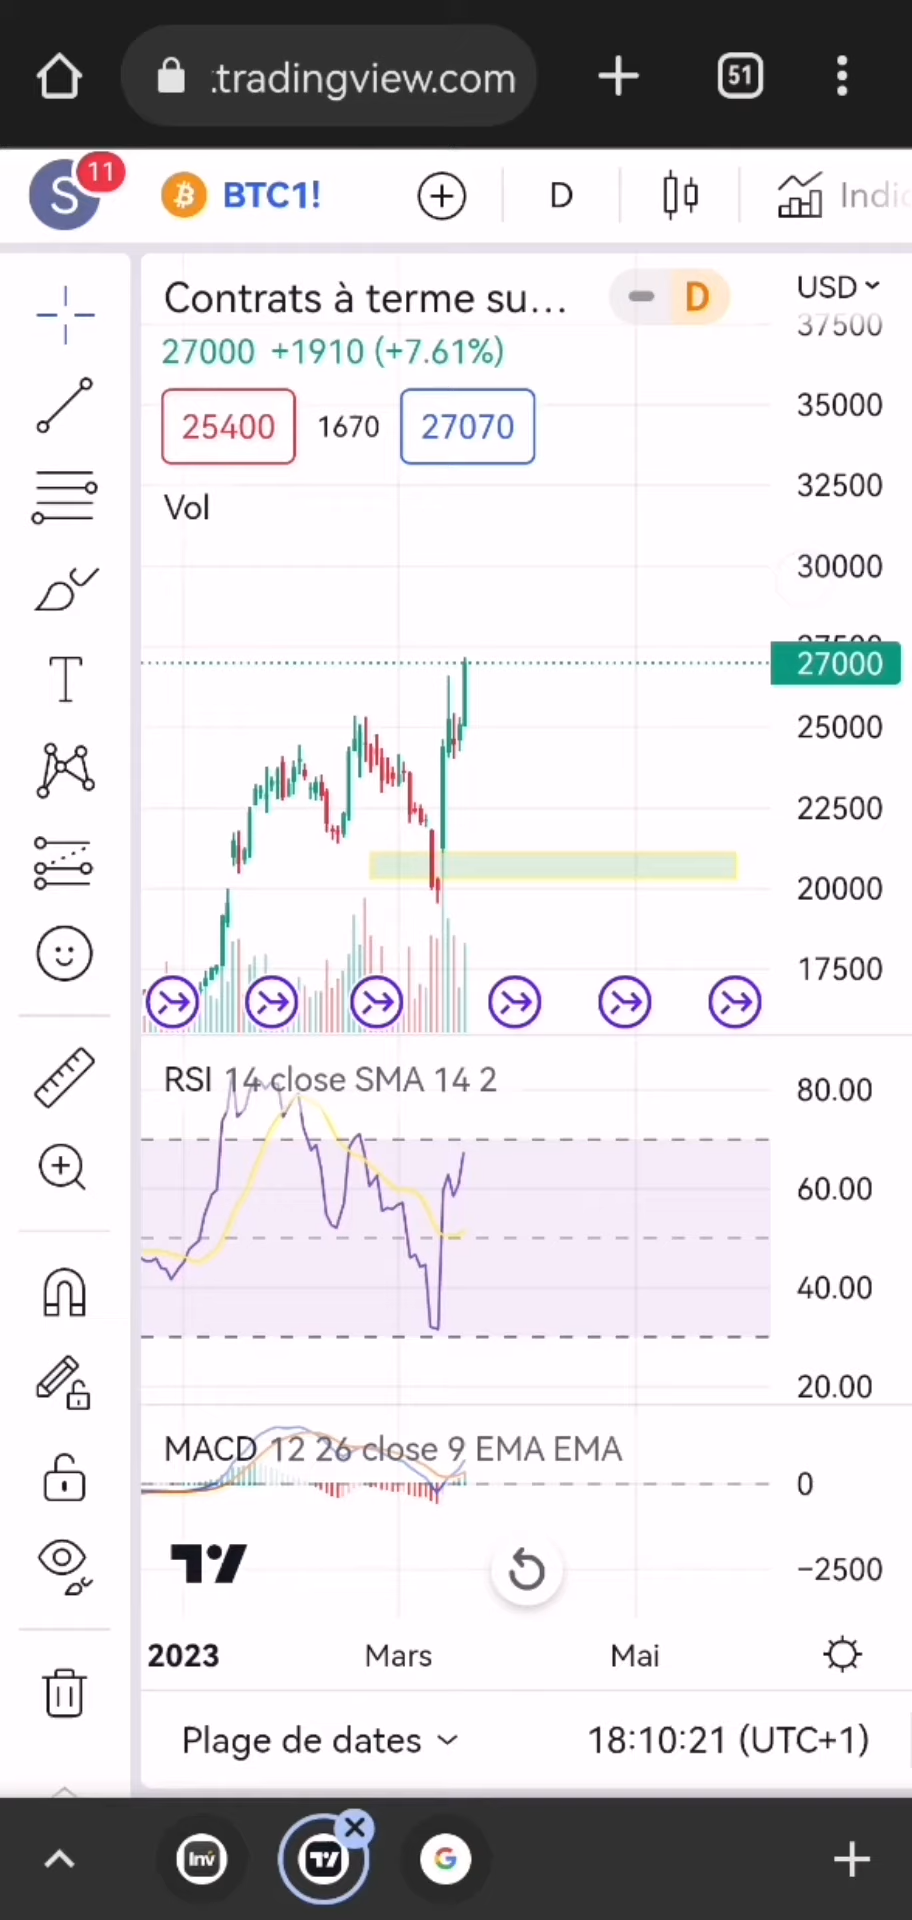 .tradingview.com
51
S
11
BTC1!
D
Indic
Contrats à terme su...
D
USD
37500
27000 +1910 (+7.61%)
25400
1670
27070
35000
32500
Vol
30000
27500
27000
25000
22500
20000
17500
RSI 14 close SMA 14 2
80.00
60.00
40.00
20.00
MACD 12 26 close 9 EMA EMA
0
−2500
2023
Mars
Mai
Plage de dates
18:10:21 (UTC+1)
Inv
G